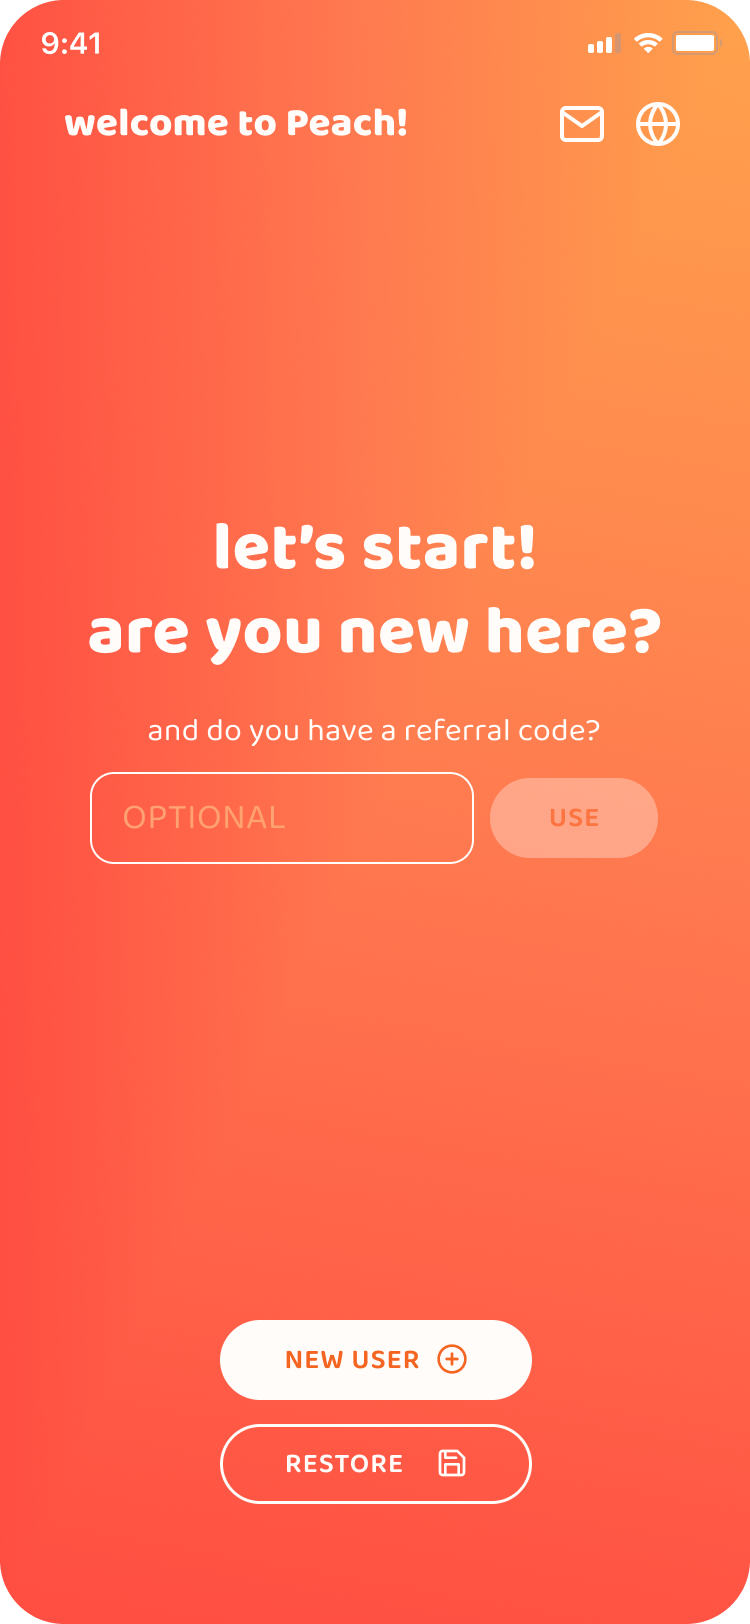 9:41
welcome to Peach!
let's start!
are you new here?
and do you have a referral code?
OPTIONAL
USE
NEW USER
RESTORE